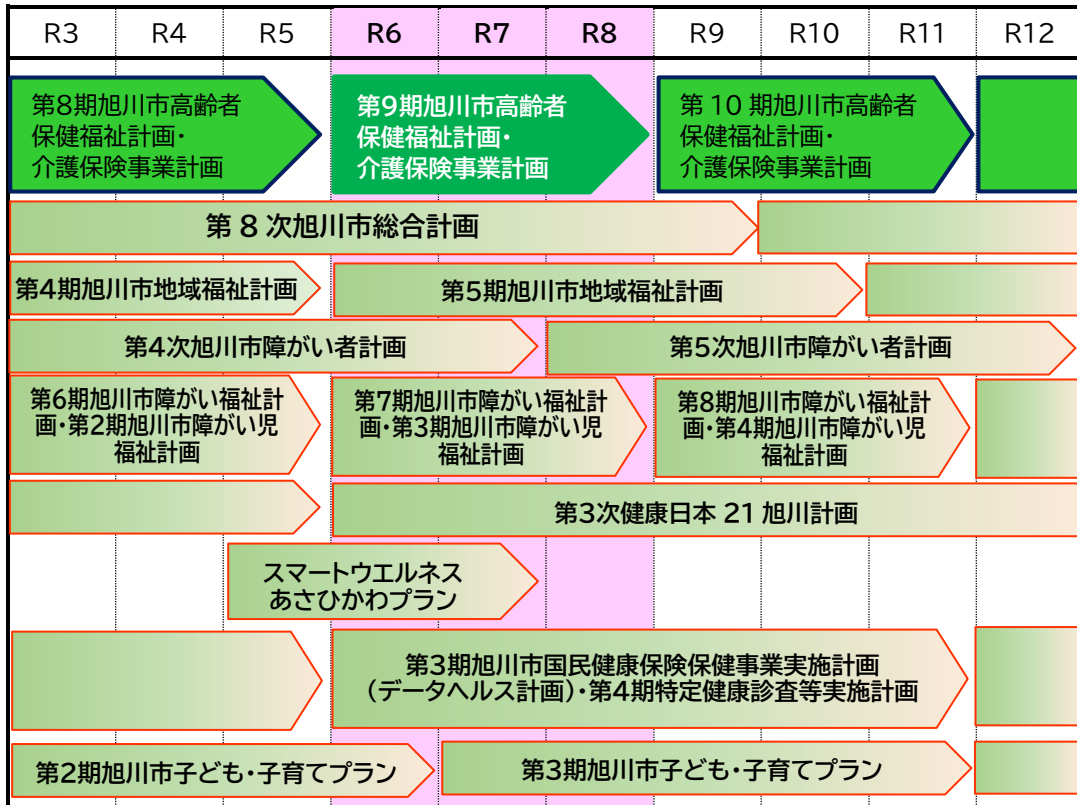 R3 R4 R5 R6 R7 R8 R9 R10 R11 R12
第8期旭川市高齢者
保健福祉計画・
介護保険事業計画
第9期旭川市高齢者
保健福祉計画・
介護保険事業計画
第10期旭川市高齢者
保健福祉計画・
介護保険事業計画
第8次旭川市総合計画
第4期旭川市地域福祉計画
第5期旭川市地域福祉計画
第4次旭川市障がい者計画
第5次旭川市障がい者計画
第6期旭川市障がい福祉計
画・第2期旭川市障がい児
福祉計画
第7期旭川市障がい福祉計
画・第3期旭川市障がい児
福祉計画
第8期旭川市障がい福祉計
画・第4期旭川市障がい児
福祉計画
第3次健康日本21旭川計画
スマートウエルネス
あさひかわプラン
第3期旭川市国民健康保険保健事業実施計画
(データヘルス計画)・第4期特定健康診査等実施計画
第2期旭川市子ども・子育てプラン
第3期旭川市子ども・子育てプラン